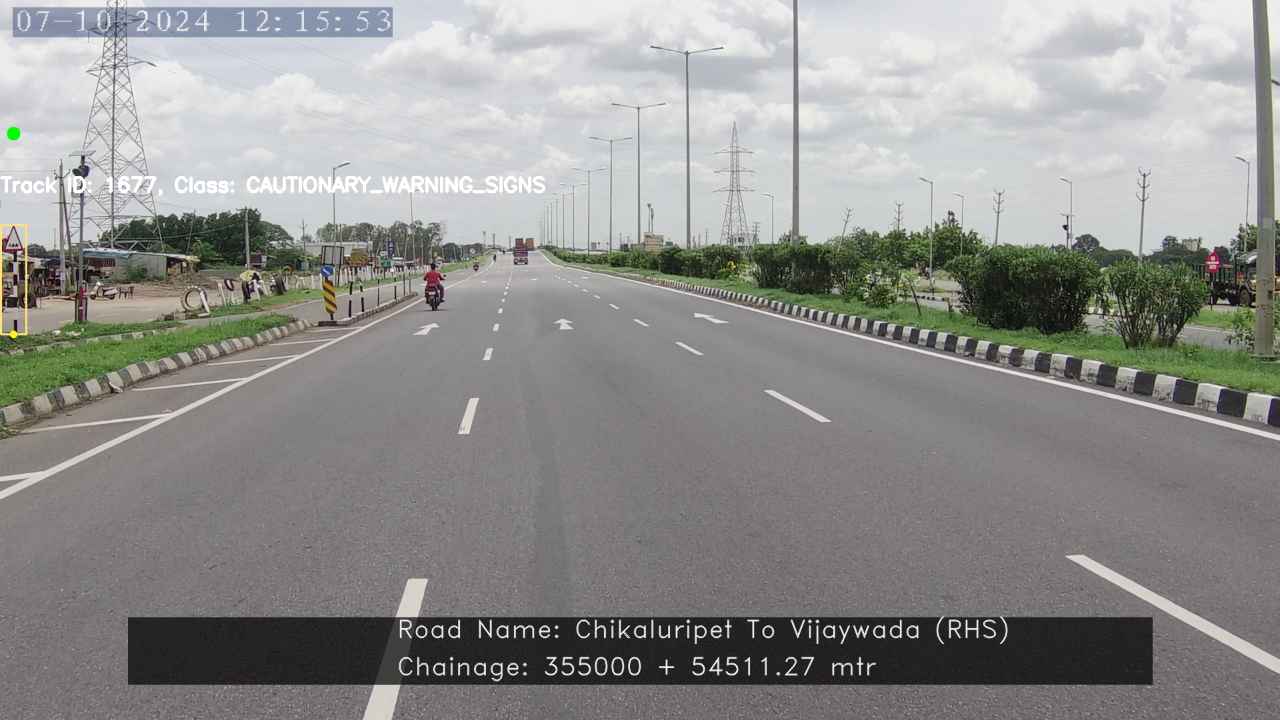 07-10-2024 12:15:53
Track ID: 1677, Class: CAUTIONARY_WARNING_SIGNS
Road Name: Chikaluripet To Vijaywada (RHS)
Chainage: 355000 + 54511.27 mtr